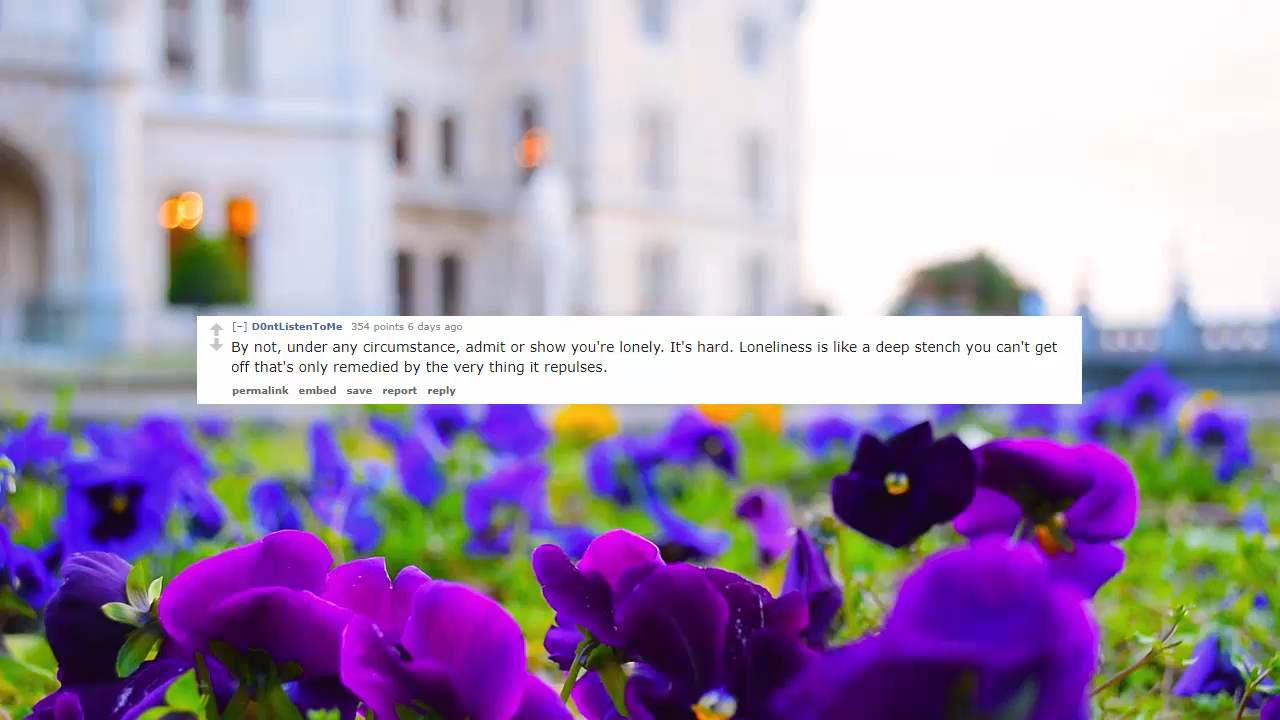 [–] D0ntListenToMe 354 points 6 days ago
By not, under any circumstance, admit or show you're lonely. It's hard. Loneliness is like a deep stench you can't get
off that's only remedied by the very thing it repulses.
permalink embed save report reply